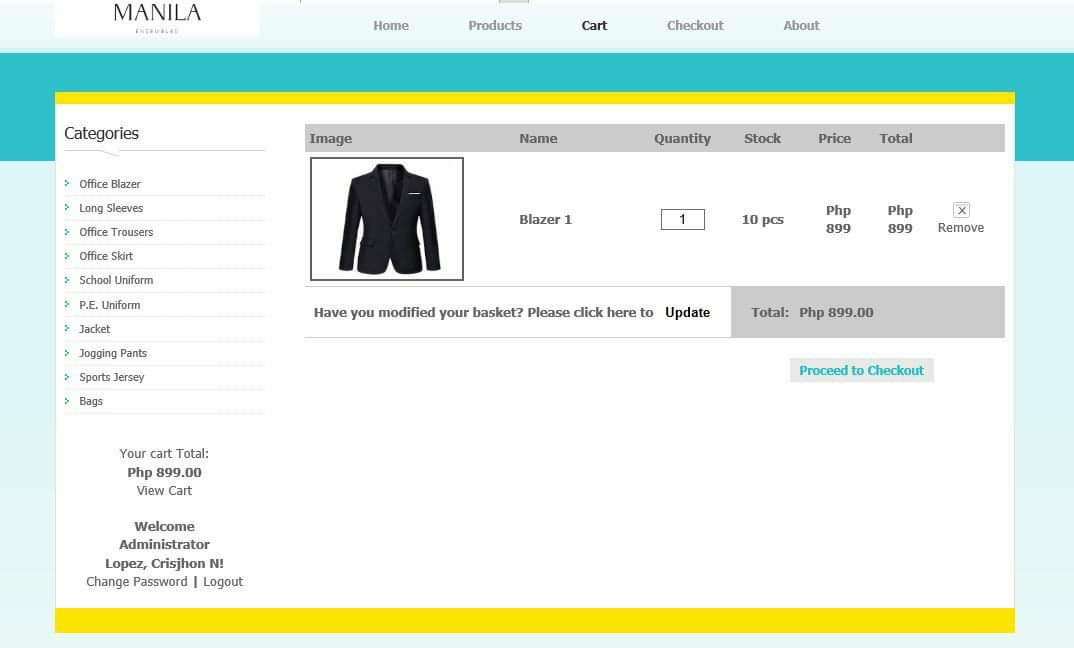 MANILA
ENSEMBLES
Home Products Cart Checkout About
Categories
Office Blazer
Long Sleeves
Office Trousers
Office Skirt
School Uniform
P.E. Uniform
Jacket
Jogging Pants
Sports Jersey
Bags
Your cart Total:
Php 899.00
View Cart
Welcome
Administrator
Lopez, Crisjhon N!
Change Password | Logout
Image Name Quantity Stock Price Total
Blazer 1 1 10 pcs Php 899 Php 899 Remove
Have you modified your basket? Please click here to Update Total: Php 899.00
Proceed to Checkout